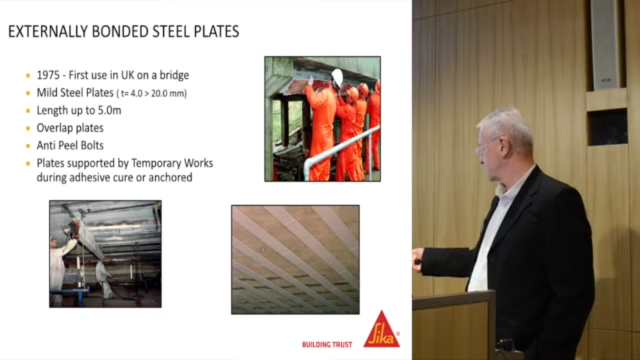 EXTERNALLY BONDED STEEL PLATES
1975 - First use in UK on a bridge
Mild Steel Plates ( t= 4.0 > 20.0 mm)
Length up to 5.0m
Overlap plates
Anti Peel Bolts
Plates supported by Temporary Works
during adhesive cure or anchored
BUILDING TRUST
Sika®